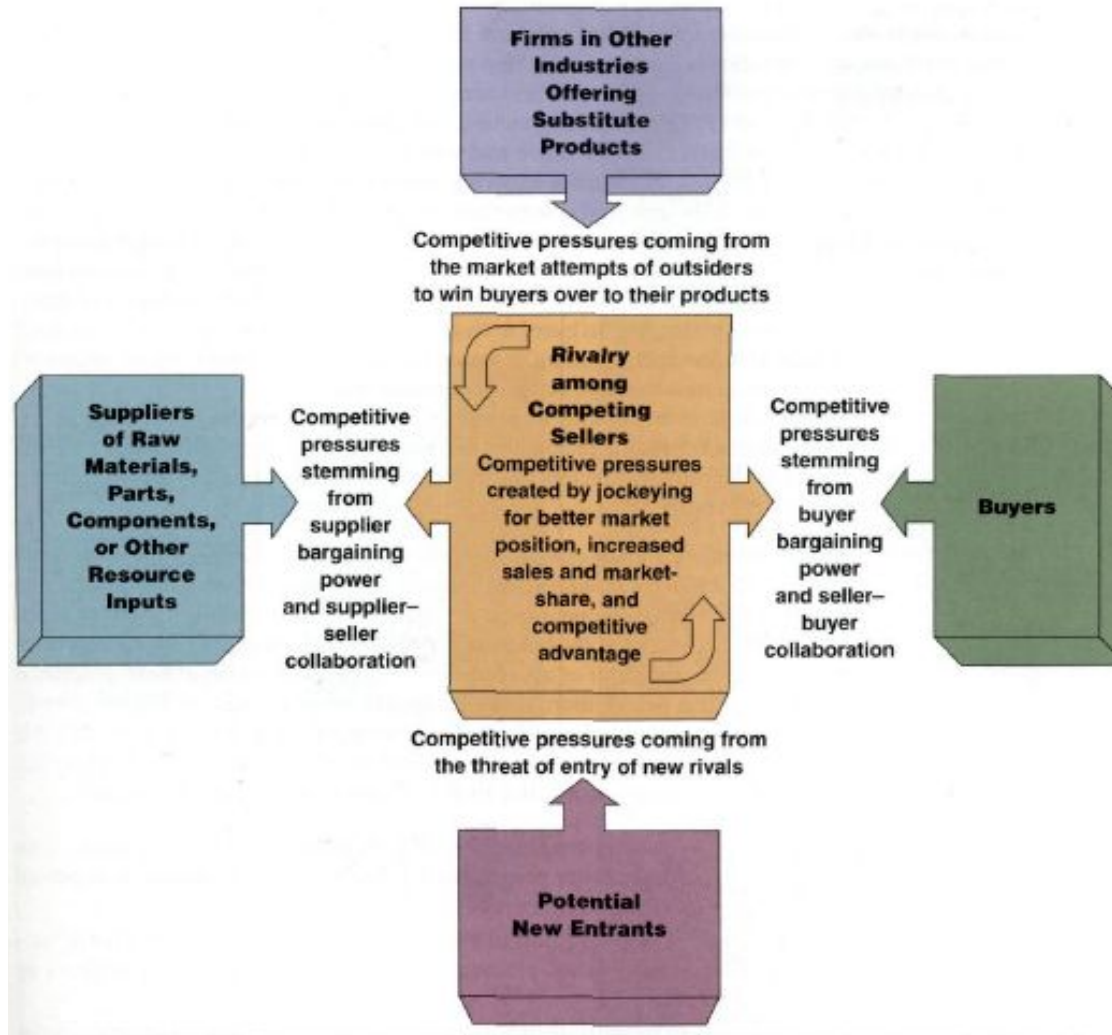 Firms in Other
Industries
Offering
Substitute
Products
Competitive pressures coming from
the market attempts of outsiders
to win buyers over to their products
Suppliers
of Raw
Materials,
Parts,
Components,
or Other
Resource
Inputs
Competitive
pressures
stemming
from
supplier
bargaining
power
and supplier–
seller
collaboration
Rivalry
among
Competing
Sellers
Competitive pressures
created by jockeying
for better market
position, increased
sales and market-
share, and
competitive
advantage
Competitive
pressures
stemming
from
buyer
bargaining
power
and seller–
buyer
collaboration
Buyers
Competitive pressures coming from
the threat of entry of new rivals
Potential
New Entrants